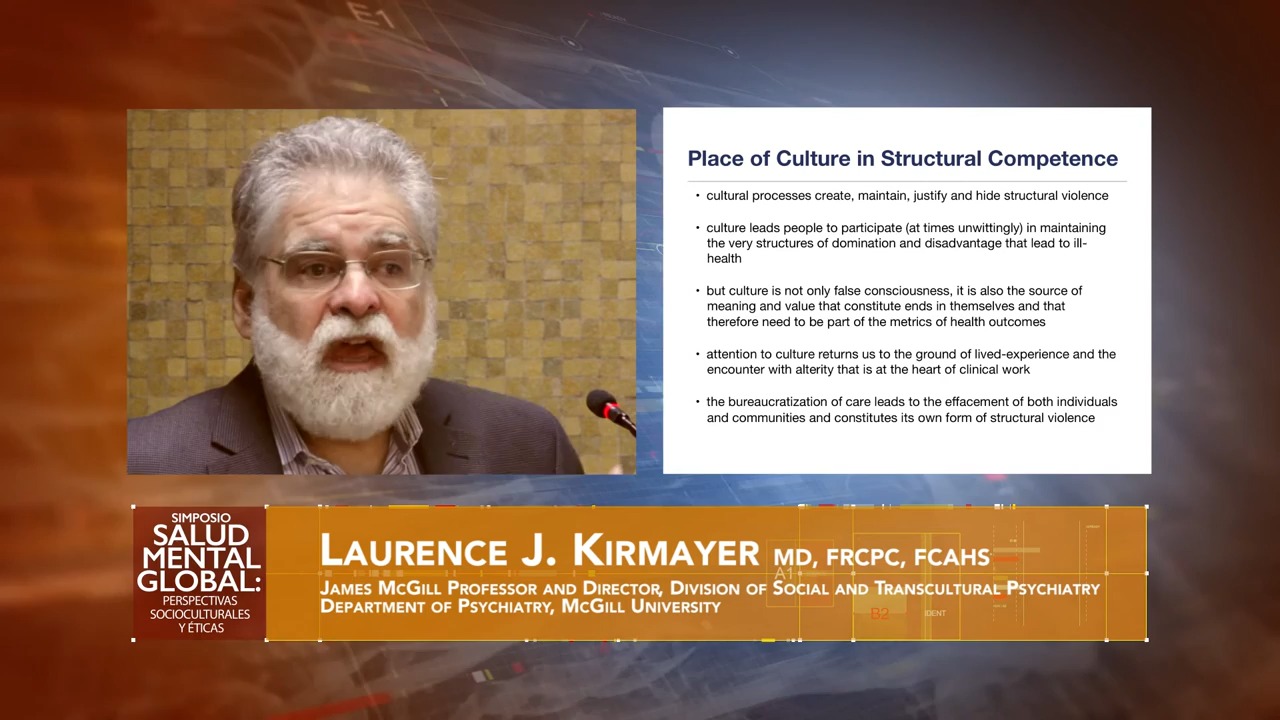 E1
Place of Culture in Structural Competence
• cultural processes create, maintain, justify and hide structural violence
• culture leads people to participate (at times unwittingly) in maintaining
the very structures of domination and disadvantage that lead to ill-
health
• but culture is not only false consciousness, it is also the source of
meaning and value that constitute ends in themselves and that
therefore need to be part of the metrics of health outcomes
• attention to culture returns us to the ground of lived-experience and the
encounter with alterity that is at the heart of clinical work
• the bureaucratization of care leads to the effacement of both individuals
and communities and constitutes its own form of structural violence
SIMPOSIO
SALUD
MENTAL
GLOBAL:
PERSPECTIVAS
SOCIOCULTURALES
Y ÉTICAS
LAURENCE J. KIRMAYER MD, FRCPC, FCAHS
JAMES MCGILL PROFESSOR AND DIRECTOR, DIVISION OF SOCIAL AND TRANSCULTURAL PSYCHIATRY
DEPARTMENT OF PSYCHIATRY, MCGILL UNIVERSITY
A1
B2
IDENT